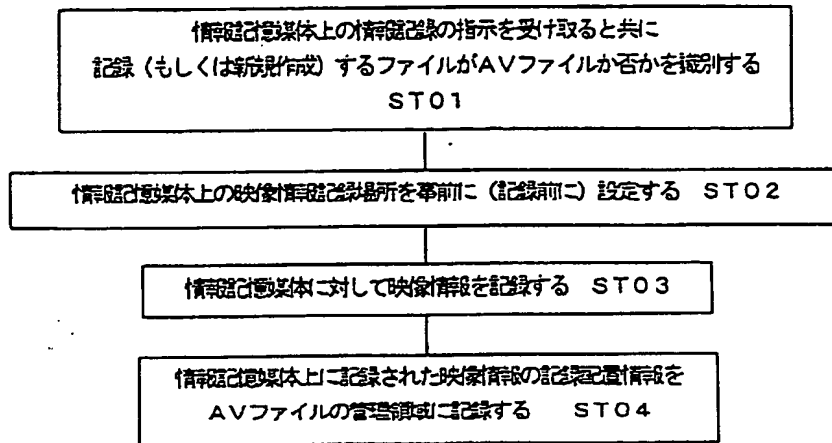 情報記憶媒体上の情報記録の指示を受け取ると共に
記録（もしくは新規作成）するファイルがＡＶファイルか否かを識別する
ＳＴ０１
情報記憶媒体上の映像情報記録場所を事前に（記録前に）設定する　ＳＴ０２
情報記憶媒体に対して映像情報を記録する　ＳＴ０３
情報記憶媒体上に記録された映像情報の記録配置情報を
ＡＶファイルの管理領域に記録する　ＳＴ０４